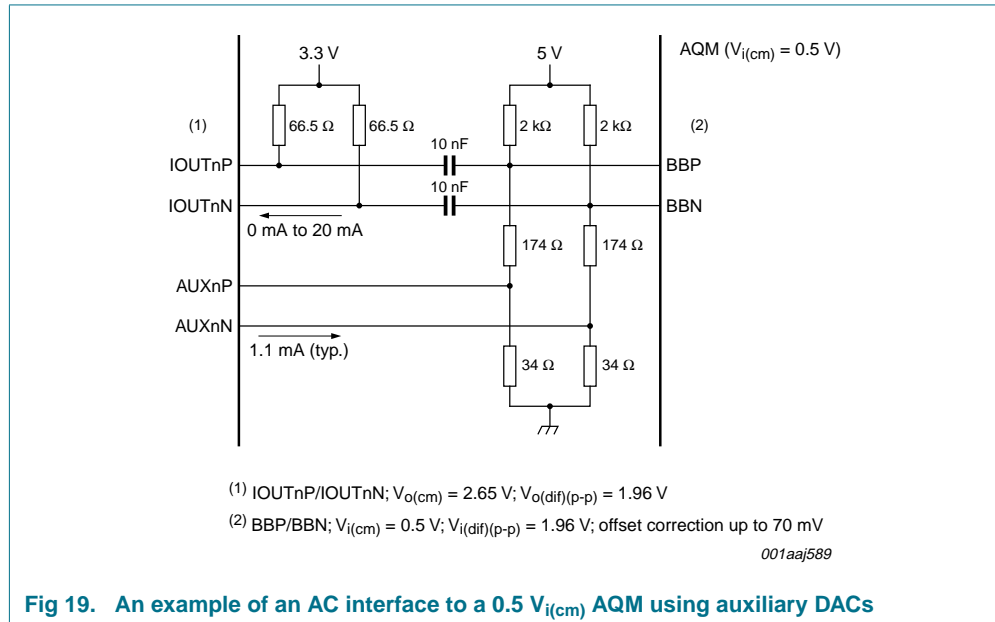 3.3 V
5 V
AQM (Vi(cm) = 0.5 V)
(1)
66.5 Ω
66.5 Ω
2 kΩ
2 kΩ
(2)
10 nF
IOUTnP
BBP
10 nF
IOUTnN
BBN
0 mA to 20 mA
174 Ω
174 Ω
AUXnP
AUXnN
1.1 mA (typ.)
34 Ω
34 Ω
(1) IOUTnP/IOUTnN; Vo(cm) = 2.65 V; Vo(dif)(p-p) = 1.96 V
(2) BBP/BBN; Vi(cm) = 0.5 V; Vi(dif)(p-p) = 1.96 V; offset correction up to 70 mV
001aaj589
Fig 19. An example of an AC interface to a 0.5 Vi(cm) AQM using auxiliary DACs